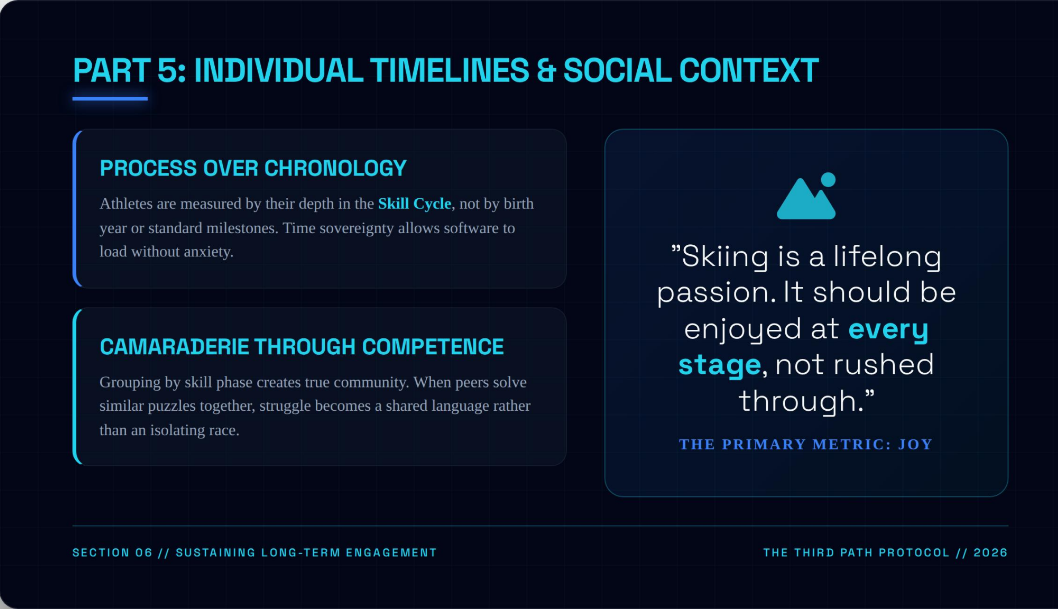 PART 5: INDIVIDUAL TIMELINES & SOCIAL CONTEXT
PROCESS OVER CHRONOLOGY
Athletes are measured by their depth in the Skill Cycle, not by birth
year or standard milestones. Time sovereignty allows software to
load without anxiety.
CAMARADERIE THROUGH COMPETENCE
Grouping by skill phase creates true community. When peers solve
similar puzzles together, struggle becomes a shared language rather
than an isolating race.
”Skiing is a lifelong
passion. It should be
enjoyed at every
stage, not rushed
through.”
THE PRIMARY METRIC: JOY
SECTION 06 // SUSTAINING LONG-TERM ENGAGEMENT
THE THIRD PATH PROTOCOL // 2026